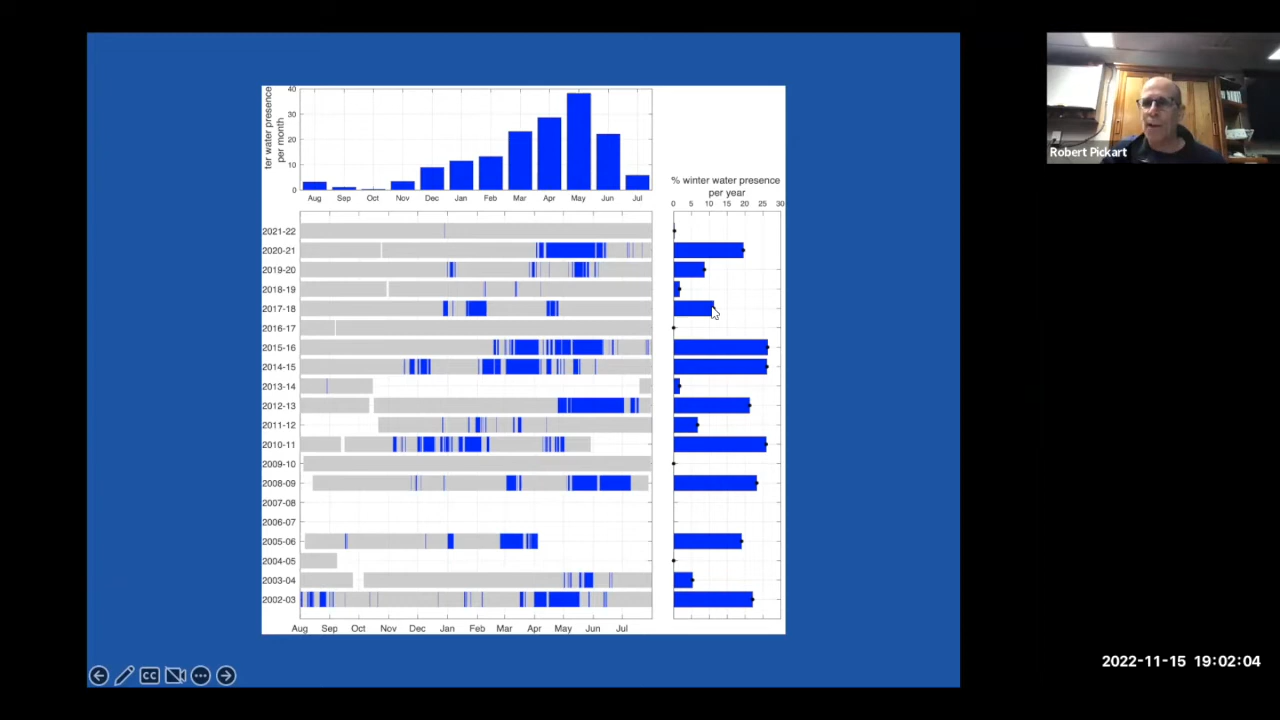 40
30
20
10
0
ter water presence
per month
Aug Sep Oct Nov Dec Jan Feb Mar Apr May Jun Jul
% winter water presence
per year
0 5 10 15 20 25 30
2021-22
2020-21
2019-20
2018-19
2017-18
2016-17
2015-16
2014-15
2013-14
2012-13
2011-12
2010-11
2009-10
2008-09
2007-08
2006-07
2005-06
2004-05
2003-04
2002-03
Aug Sep Oct Nov Dec Jan Feb Mar Apr May Jun Jul
CC
Robert Pickart
2022-11-15 19:02:04